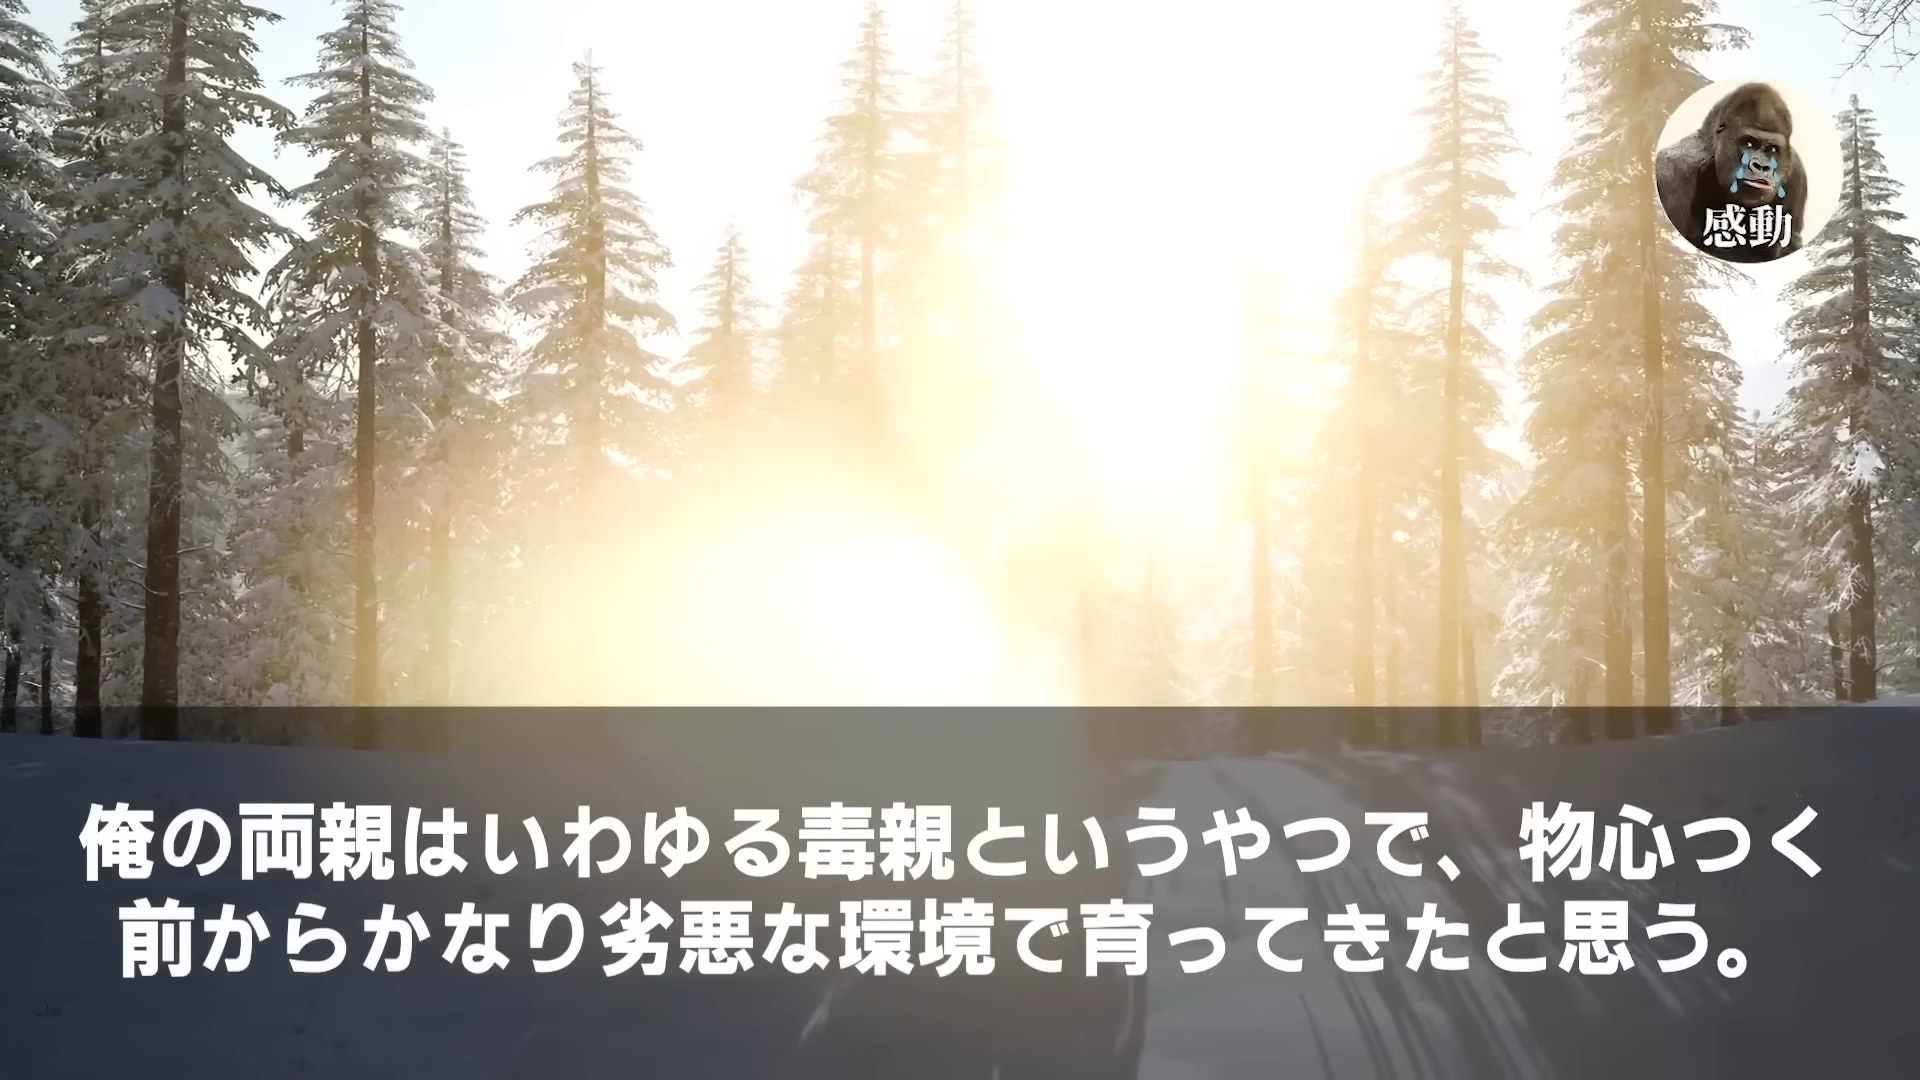 感動
俺の両親はいわゆる毒親というやつで、物心つく
前からかなり劣悪な環境で育ってきたと思う。